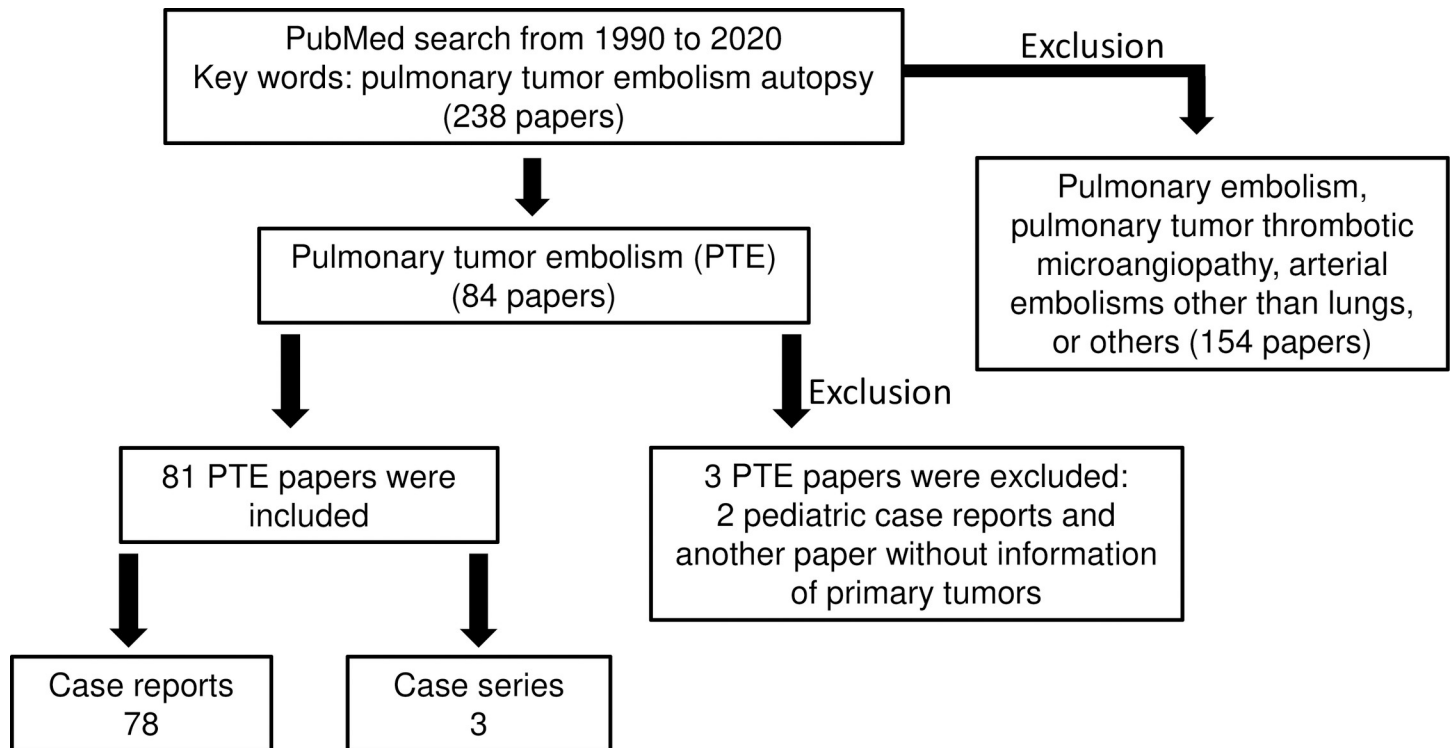 PubMed search from 1990 to 2020
Key words: pulmonary tumor embolism autopsy
(238 papers)
Exclusion
Pulmonary embolism,
pulmonary tumor thrombotic
microangiopathy, arterial
embolisms other than lungs,
or others (154 papers)
Pulmonary tumor embolism (PTE)
(84 papers)
Exclusion
81 PTE papers were
included
3 PTE papers were excluded:
2 pediatric case reports and
another paper without information
of primary tumors
Case reports
78
Case series
3